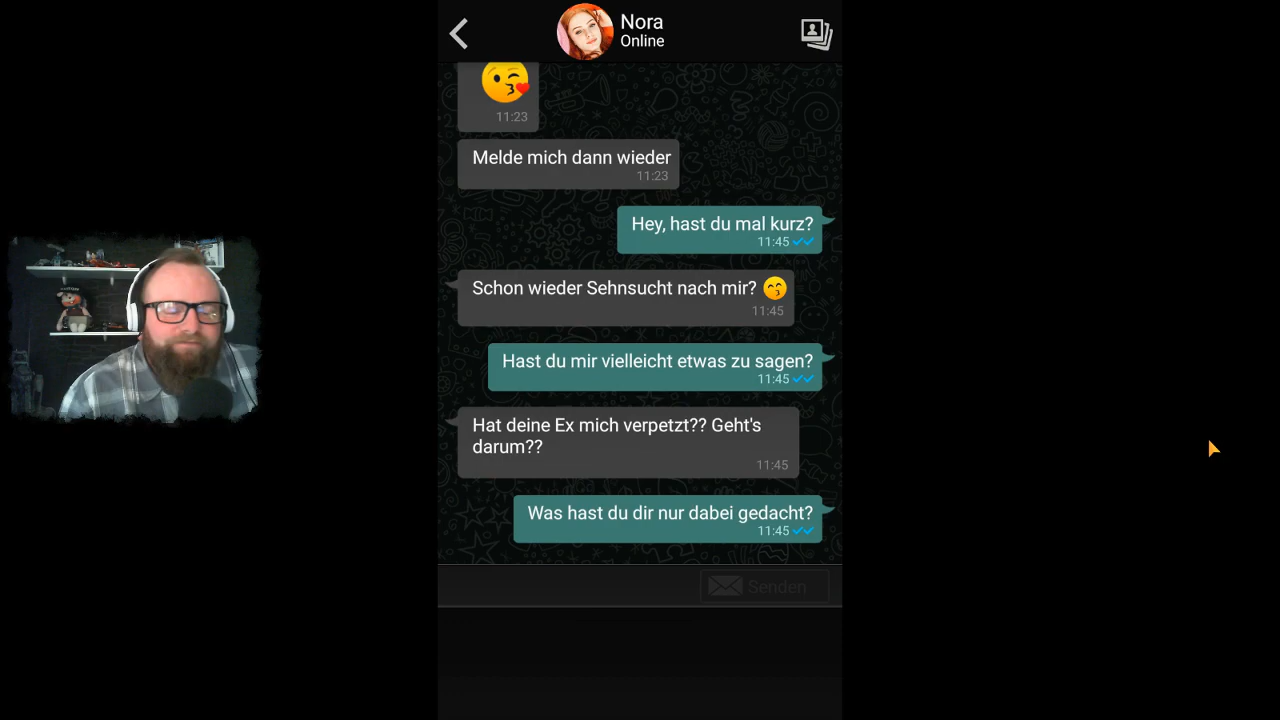 Nora
Online
11:23
Melde mich dann wieder
11:23
Hey, hast du mal kurz?
11:45
Schon wieder Sehnsucht nach mir? 😙
11:45
Hast du mir vielleicht etwas zu sagen?
11:45
Hat deine Ex mich verpetzt?? Geht's
darum??
11:45
Was hast du dir nur dabei gedacht?
11:45
Senden